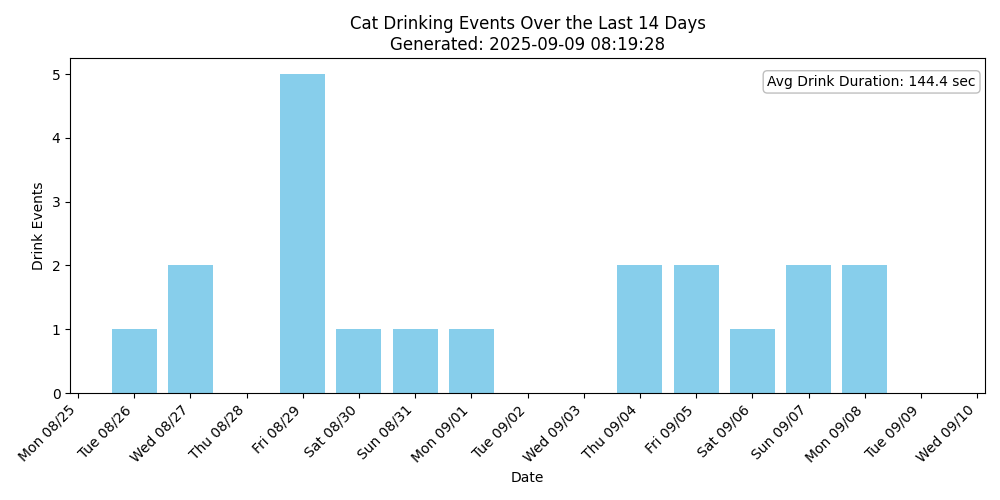 Cat Drinking Events Over the Last 14 Days
Generated: 2025-09-09 08:19:28
Avg Drink Duration: 144.4 sec
Drink Events
5
4
3
2
1
0
Mon 08/25
Tue 08/26
Wed 08/27
Thu 08/28
Fri 08/29
Sat 08/30
Sun 08/31
Mon 09/01
Tue 09/02
Wed 09/03
Thu 09/04
Fri 09/05
Sat 09/06
Sun 09/07
Mon 09/08
Tue 09/09
Wed 09/10
Date